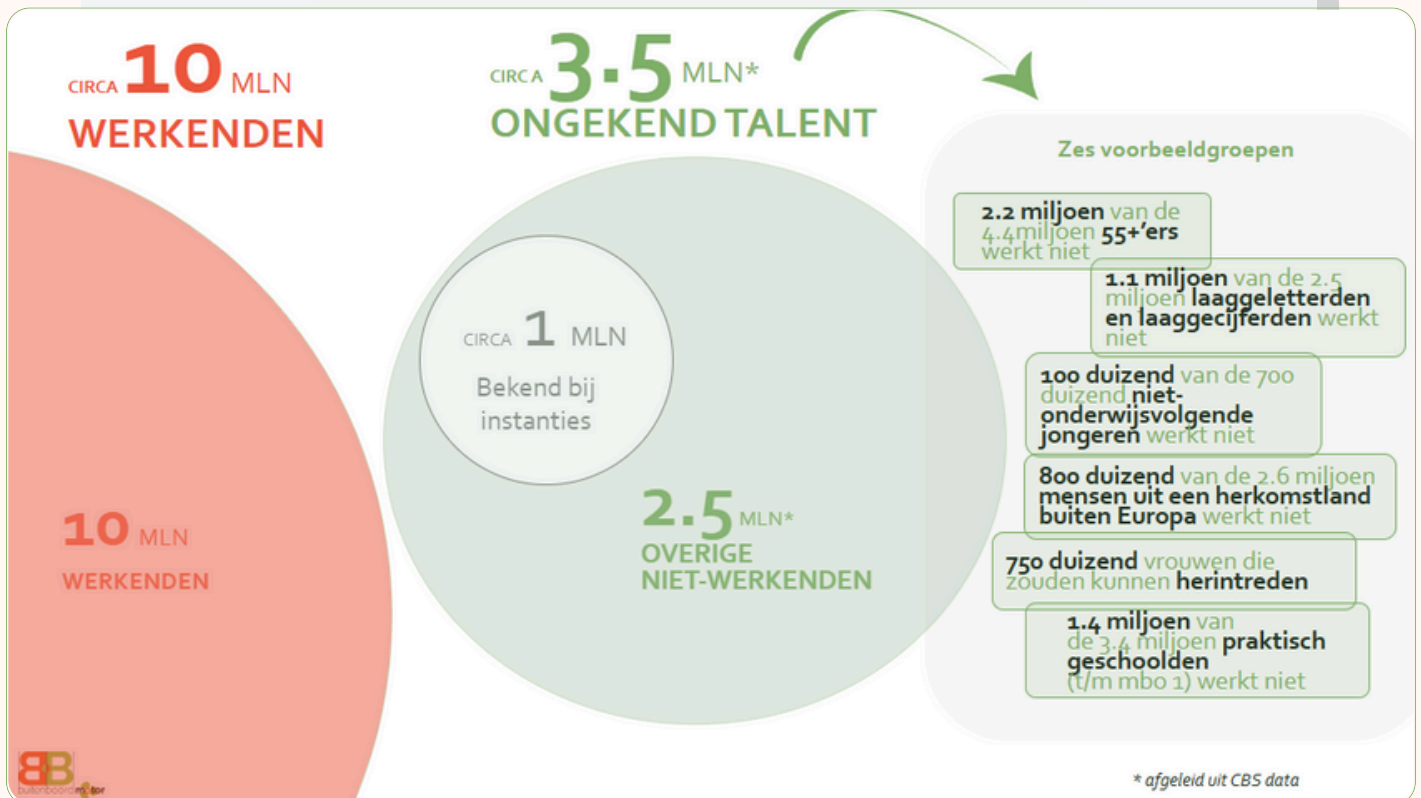 CIRCA 10 MLN
WERKENDEN
CIRCA 3.5 MLN*
ONGEKEND TALENT
10 MLN
WERKENDEN
CIRCA 1 MLN
Bekend bij
instanties
2.5 MLN*
OVERIGE
NIET-WERKENDEN
Zes voorbeeldgroepen
2.2 miljoen van de
4.4miljoen 55+'ers
werkt niet
1.1 miljoen van de 2.5
miljoen laaggeletterden
en laaggecijferden werkt
niet
100 duizend van de 700
duizend niet-
onderwijsvolgende
jongeren werkt niet
800 duizend van de 2.6 miljoen
mensen uit een herkomstland
buiten Europa werkt niet
750 duizend vrouwen die
zouden kunnen herintreden
1.4 miljoen van
de 3.4 miljoen praktisch
geschoolden
(t/m mbo 1) werkt niet
* afgeleid uit CBS data
BB
buitenboordmotor